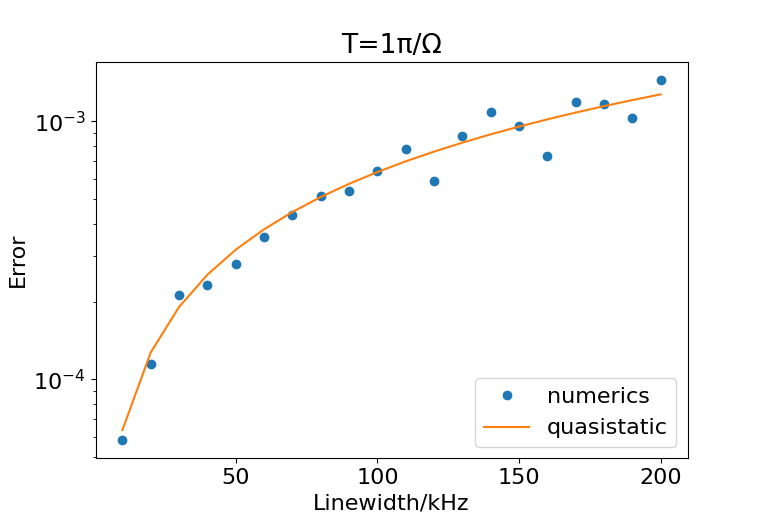 T=1π/Ω
Error
10⁻³
10⁻⁴
numerics
quasistatic
50 100 150 200
Linewidth/kHz